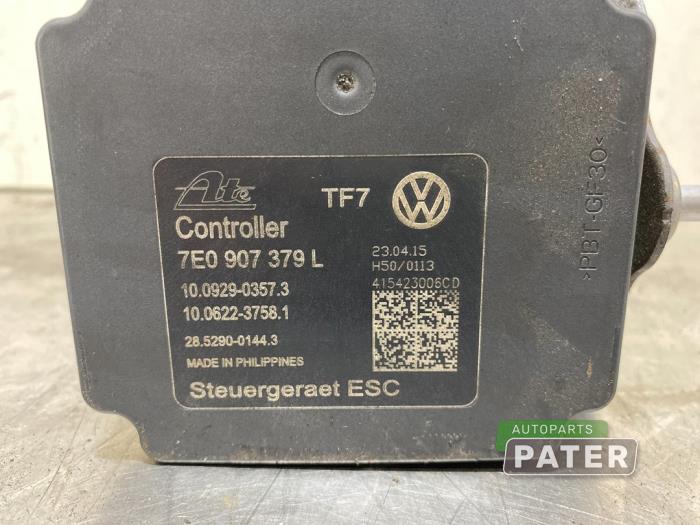 Ate
TF7
Controller
7E0 907 379 L
23.04.15
H50/0113
10.0929-0357.3
415423006CD
10.0622-3758.1
28.5290-0144.3
MADE IN PHILIPPINES
Steuergeraet ESC
>PBT-GF30<
AUTOPARTS
PATER